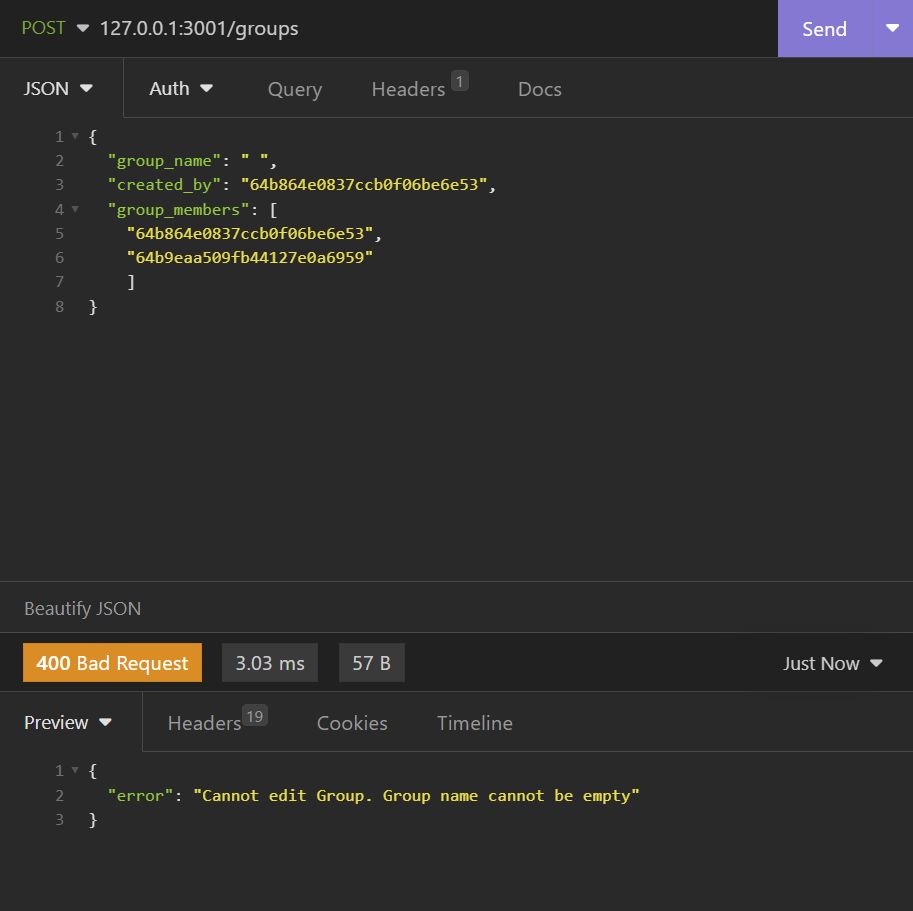 POST 127.0.0.1:3001/groups Send
JSON Auth Query Headers 1 Docs
1 {
2 "group_name": " ",
3 "created_by": "64b864e0837ccb0f06be6e53",
4 "group_members": [
5 "64b864e0837ccb0f06be6e53",
6 "64b9eaa509fb44127e0a6959"
7 ]
8 }
Beautify JSON
400 Bad Request 3.03 ms 57 B Just Now
Preview Headers 19 Cookies Timeline
1 {
2 "error": "Cannot edit Group. Group name cannot be empty"
3 }